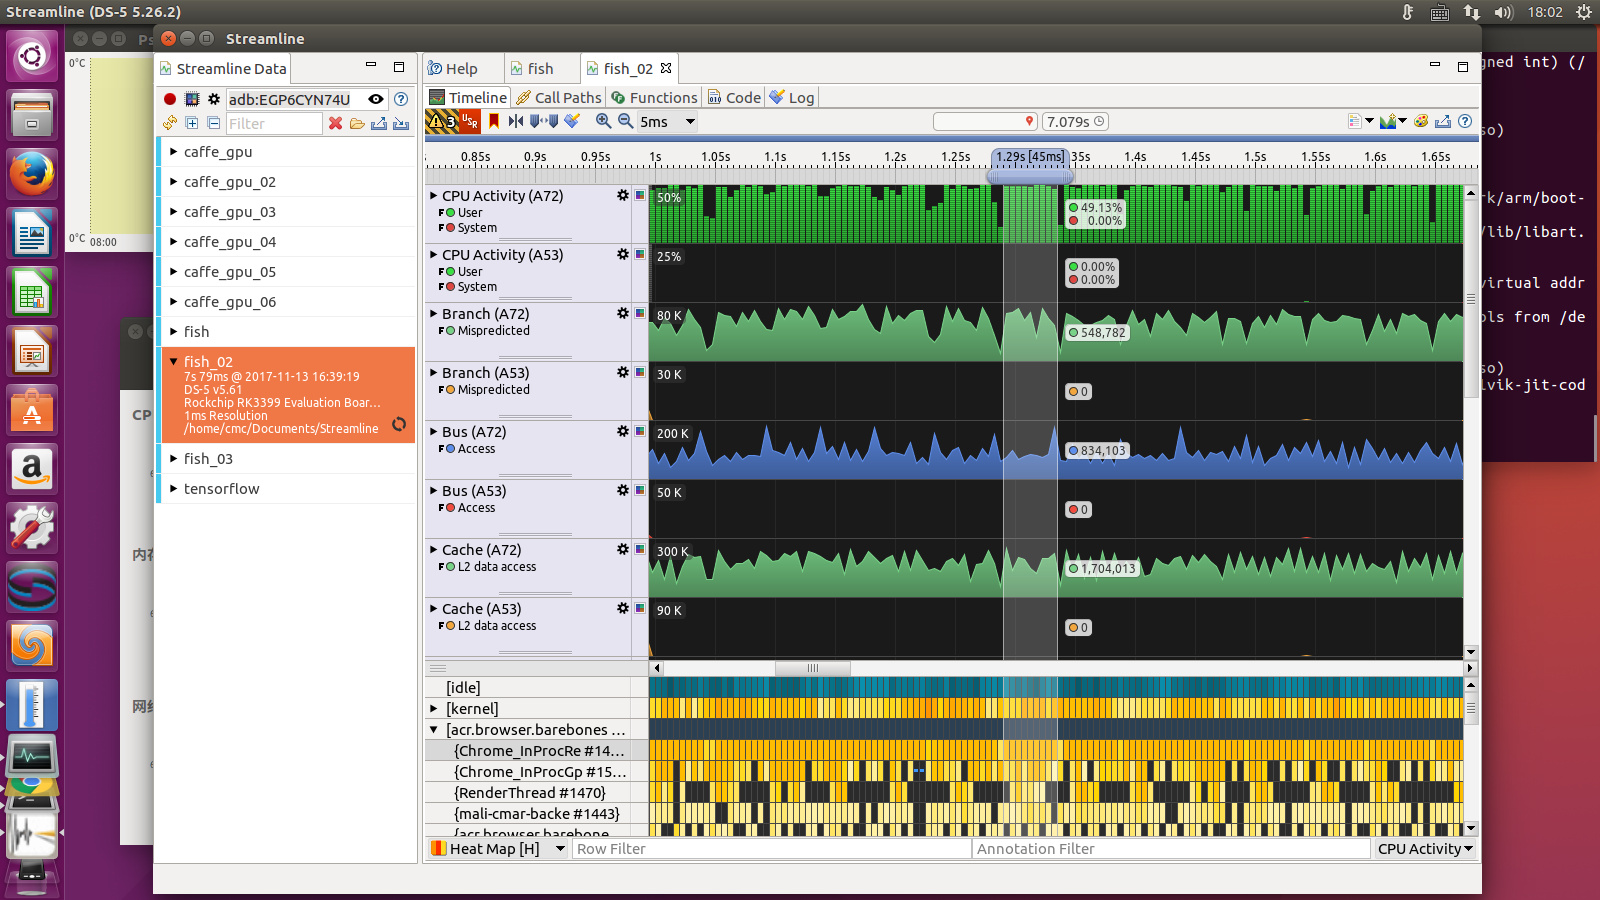 Streamline (DS-5 5.26.2)
18:02
Streamline
Streamline Data
adb:EGP6CYN74U
Filter
caffe_gpu
caffe_gpu_02
caffe_gpu_03
caffe_gpu_04
caffe_gpu_05
caffe_gpu_06
fish
fish_02
7s 79ms @ 2017-11-13 16:39:19
DS-5 v5.61
Rockchip RK3399 Evaluation Boar...
1ms Resolution
/home/cmc/Documents/Streamline
fish_03
tensorflow
Help
fish
fish_02
Timeline
Call Paths
Functions
Code
Log
3
5ms
7.079s
0.85s 0.9s 0.95s 1s 1.05s 1.1s 1.15s 1.2s 1.25s 1.29s [45ms] 35s 1.4s 1.45s 1.5s 1.55s 1.6s 1.65s
CPU Activity (A72)
F User
F System
50%
49.13%
0.00%
CPU Activity (A53)
F User
F System
25%
0.00%
0.00%
Branch (A72)
F Mispredicted
80 K
548,782
Branch (A53)
F Mispredicted
30 K
0
Bus (A72)
F Access
200 K
834,103
Bus (A53)
F Access
50 K
0
Cache (A72)
F L2 data access
300 K
1,704,013
Cache (A53)
F L2 data access
90 K
0
[idle]
[kernel]
[acr.browser.barebones ...
{Chrome_InProcRe #14...
{Chrome_InProcGp #15...
{RenderThread #1470}
{mali-cmar-backe #1443}
{acr.browser.barebone
Heat Map [H]
Row Filter
Annotation Filter
CPU Activity
0°C
0°C
08:00
Ps
CP
内存
网络
gned int) (/
so)
rk/arm/boot-
/lib/libart.
virtual addr
ols from /de
so)
lvik-jit-cod